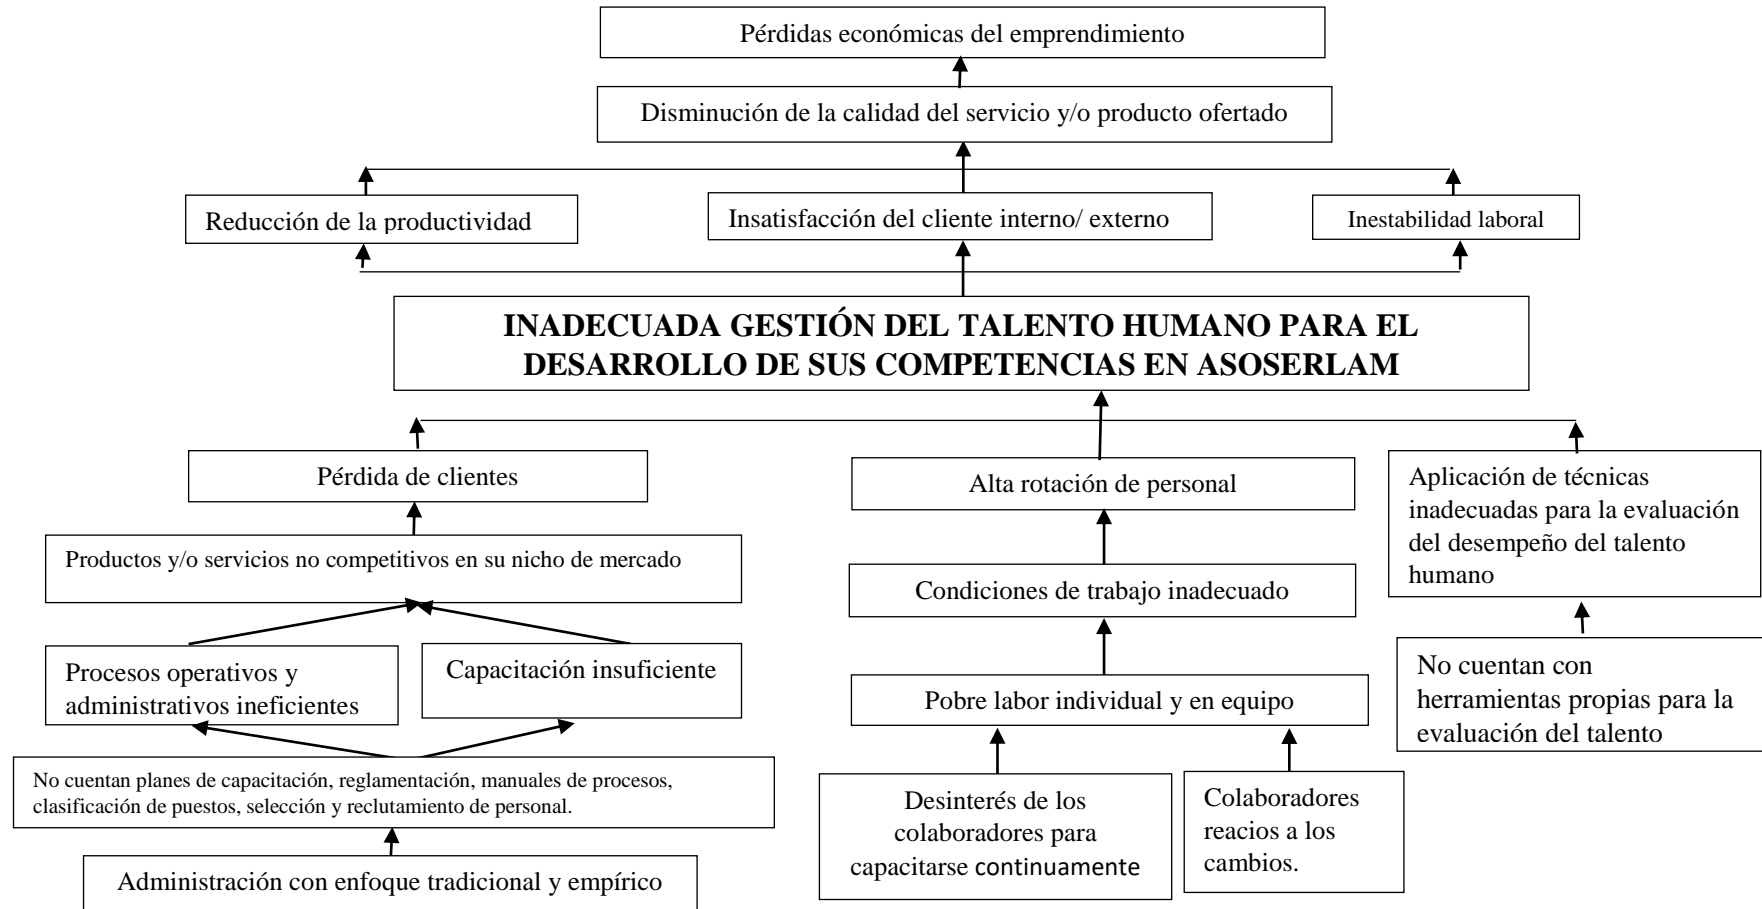 Pérdidas económicas del emprendimiento
Disminución de la calidad del servicio y/o producto ofertado
Reducción de la productividad
Insatisfacción del cliente interno/ externo
Inestabilidad laboral
INADECUADA GESTIÓN DEL TALENTO HUMANO PARA EL
DESARROLLO DE SUS COMPETENCIAS EN ASOSERLAM
Pérdida de clientes
Productos y/o servicios no competitivos en su nicho de mercado
Procesos operativos y
administrativos ineficientes
Capacitación insuficiente
No cuentan planes de capacitación, reglamentación, manuales de procesos,
clasificación de puestos, selección y reclutamiento de personal.
Administración con enfoque tradicional y empírico
Alta rotación de personal
Condiciones de trabajo inadecuado
Pobre labor individual y en equipo
Desinterés de los
colaboradores para
capacitarse continuamente
Colaboradores
reacios a los
cambios.
Aplicación de técnicas
inadecuadas para la evaluación
del desempeño del talento
humano
No cuentan con
herramientas propias para la
evaluación del talento